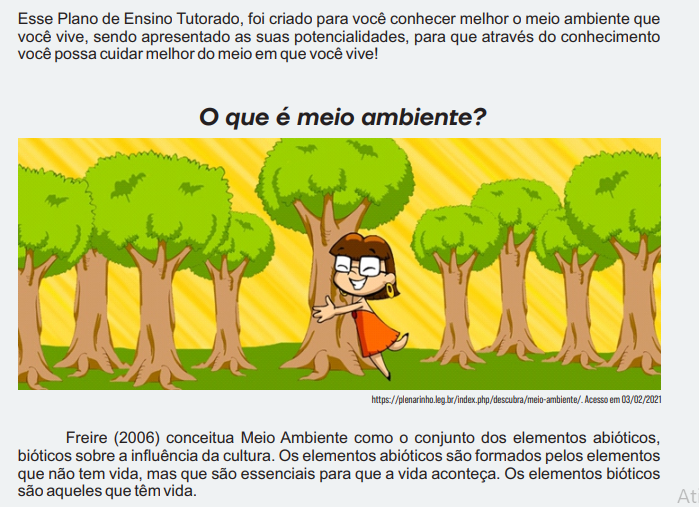 Esse Plano de Ensino Tutorado, foi criado para você conhecer melhor o meio ambiente que
você vive, sendo apresentado as suas potencialidades, para que através do conhecimento
você possa cuidar melhor do meio em que você vive!
O que é meio ambiente?
https://plenarinho.leg.br/index.php/descubra/meio-ambiente/. Acesso em 03/02/2021
Freire (2006) conceitua Meio Ambiente como o conjunto dos elementos abióticos,
bióticos sobre a influência da cultura. Os elementos abióticos são formados pelos elementos
que não tem vida, mas que são essenciais para que a vida aconteça. Os elementos bióticos
são aqueles que têm vida.